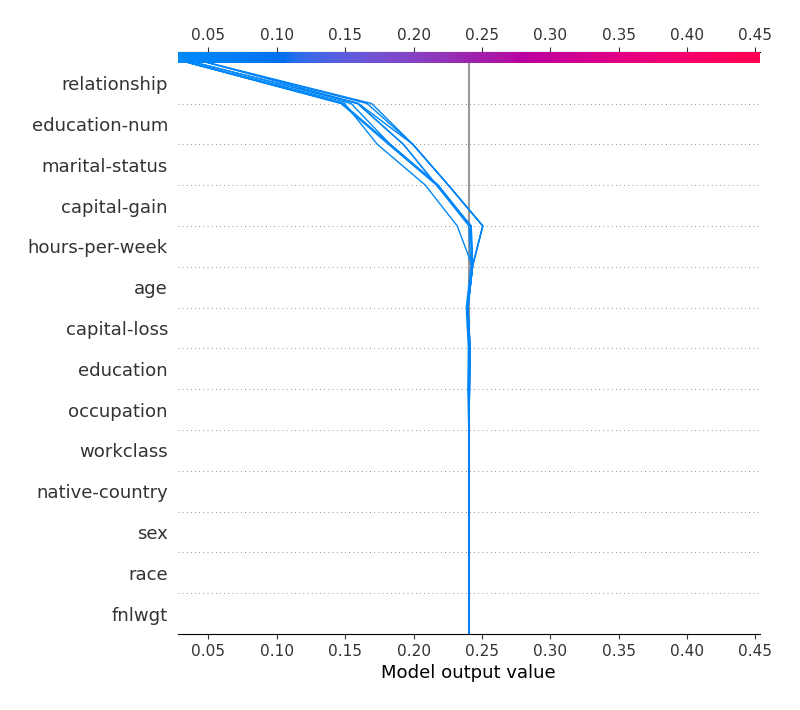 0.05 0.10 0.15 0.20 0.25 0.30 0.35 0.40 0.45
relationship
education-num
marital-status
capital-gain
hours-per-week
age
capital-loss
education
occupation
workclass
native-country
sex
race
fnlwgt
0.05 0.10 0.15 0.20 0.25 0.30 0.35 0.40 0.45
Model output value